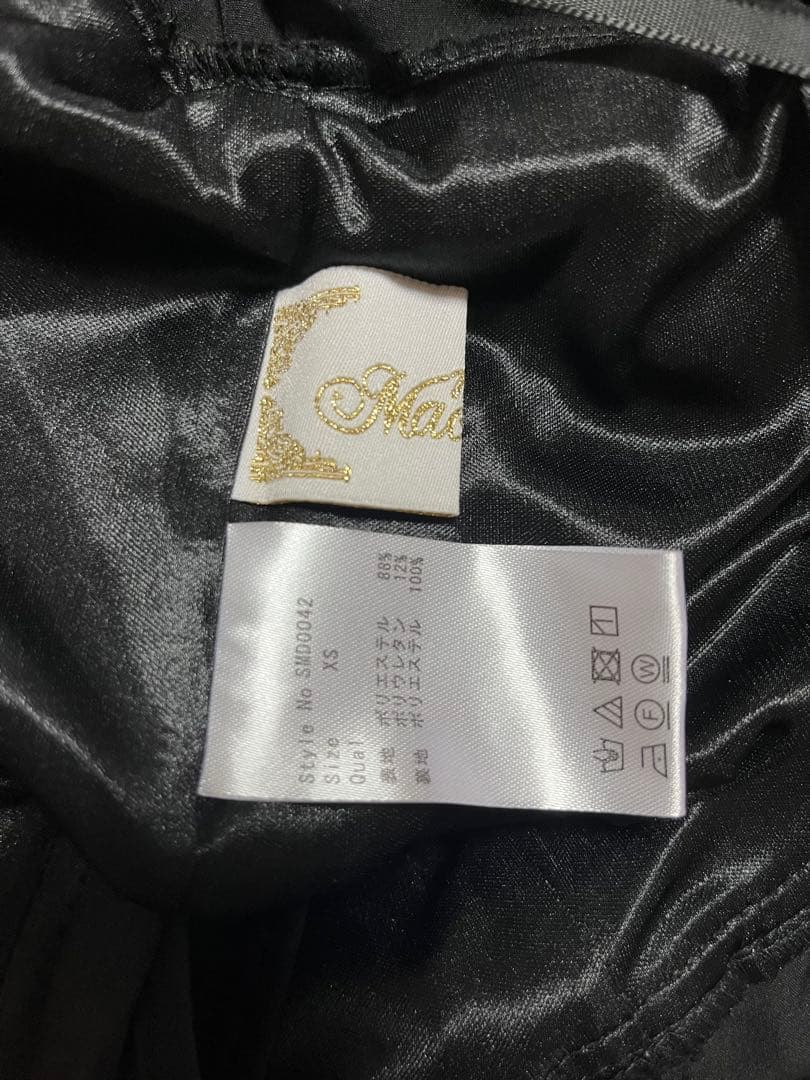 Mac
Style No SMD0042
Size XS
Qual
表地 ポリエステル 88%
ポリウレタン 12%
裏地 ポリエステル 100%
W
F